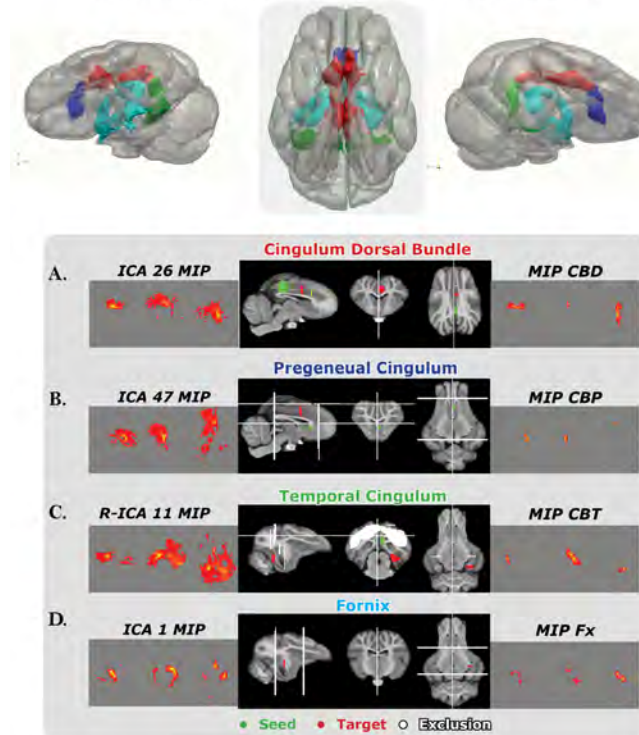 Cingulum Dorsal Bundle
A.
ICA 26 MIP
MIP CBD
Pregeneual Cingulum
B.
ICA 47 MIP
MIP CBP
Temporal Cingulum
C.
R-ICA 11 MIP
MIP CBT
Fornix
D.
ICA 1 MIP
MIP Fx
Seed Target Exclusion